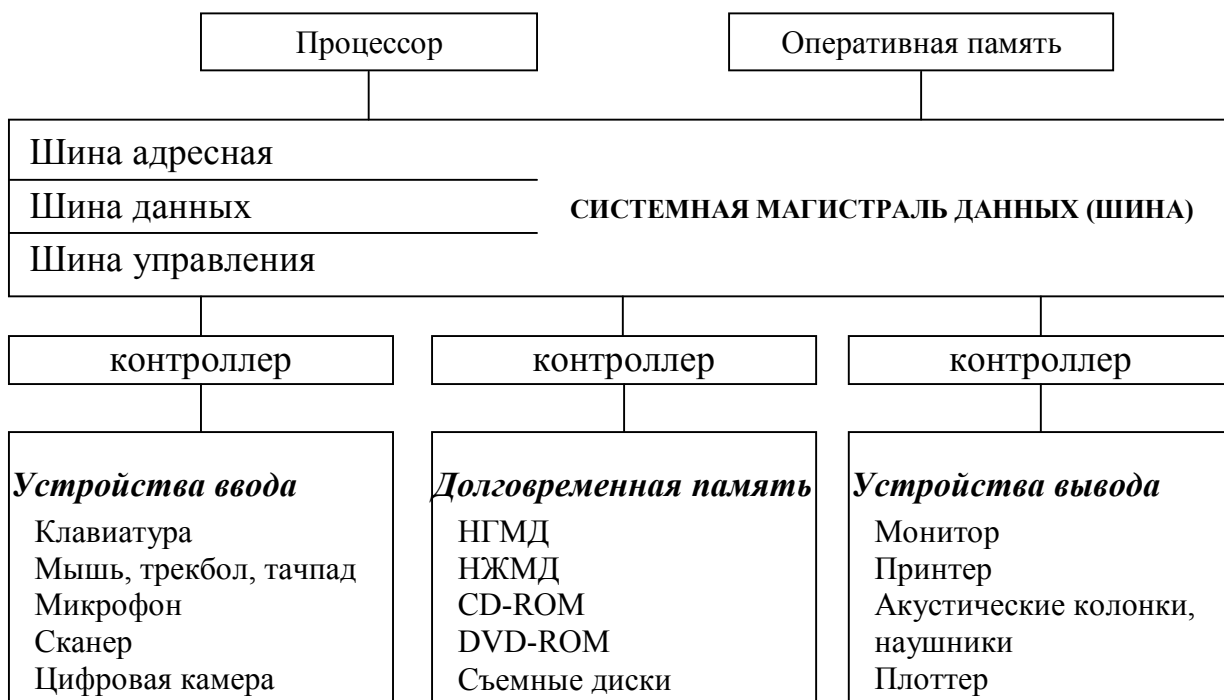 Процессор
Оперативная память
Шина адресная
Шина данных
Шина управления
СИСТЕМНАЯ МАГИСТРАЛЬ ДАННЫХ (ШИНА)
контроллер
контроллер
контроллер
Устройства ввода
Клавиатура
Мышь, трекбол, тачпад
Микрофон
Сканер
Цифровая камера
Долговременная память
НГМД
НЖМД
CD-ROM
DVD-ROM
Съемные диски
Устройства вывода
Монитор
Принтер
Акустические колонки,
наушники
Плоттер